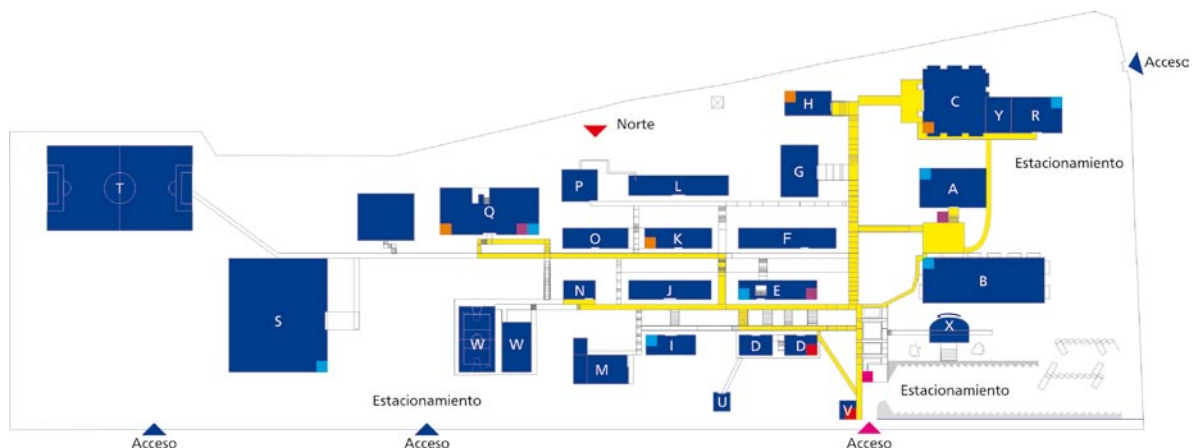 Acceso
H
C
Y
R
Norte
G
Estacionamiento
T
P
L
A
Q
O
K
F
B
N
J
E
S
X
W
W
I
D
D
M
Estacionamiento
Estacionamiento
U
V
Acceso
Acceso
Acceso